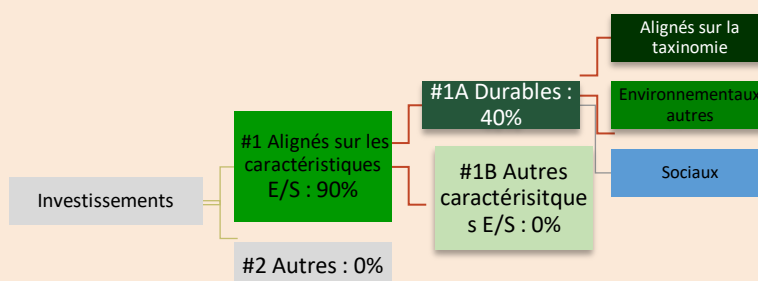 Investissements
#1 Alignés sur les
caractéristiques
E/S : 90%
#2 Autres : 0%
#1A Durables :
40%
#1B Autres
caractérisitque
s E/S : 0%
Alignés sur la
taxinomie
Environnementaux
autres
Sociaux